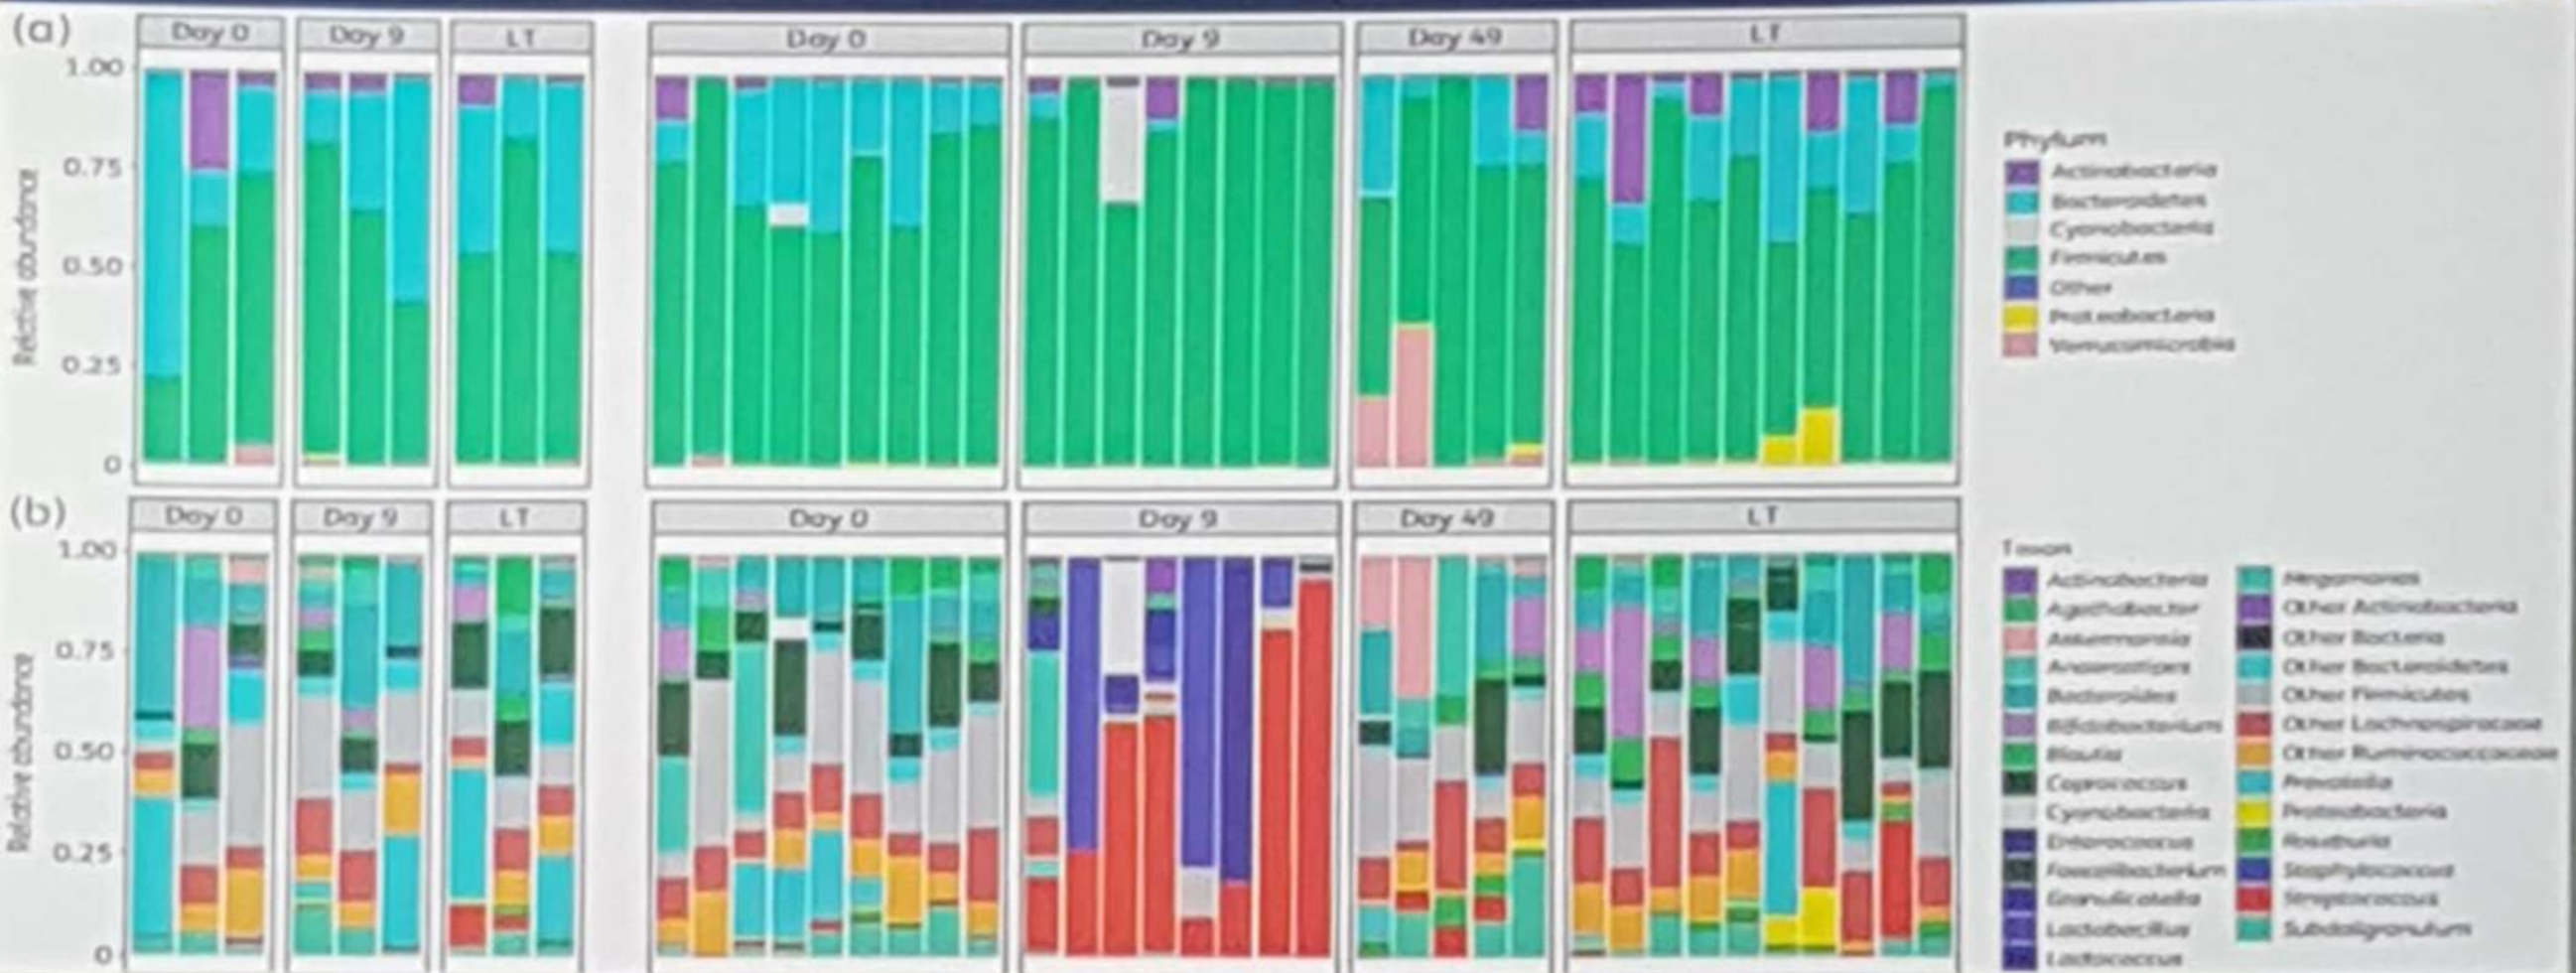 (a)
Day 0 Day 9 LT Day 0 Day 9 Day 49 LT
1.00
0.75
0.50
0.25
0
Relative abundance
Phylum
Actinobacteria
Bacteroidetes
Cyanobacteria
Firmicutes
Other
Proteobacteria
Verrucomicrobia
(b)
Day 0 Day 9 LT Day 0 Day 9 Day 49 LT
1.00
0.75
0.50
0.25
0
Relative abundance
Taxon
Actinobacteria
Agathobacter
Akkermansia
Anaerostipes
Bacteroides
Bifidobacterium
Blautia
Coprococcus
Cyanobacteria
Enterococcus
Faecalibacterium
Granulicatella
Lactobacillus
Lactococcus
Megamonas
Other Actinobacteria
Other Bacteria
Other Bacteroidetes
Other Firmicutes
Other Lachnospiraceae
Other Ruminococcaceae
Prevotella
Proteobacteria
Roseburia
Staphylococcus
Streptococcus
Subdoligranulum